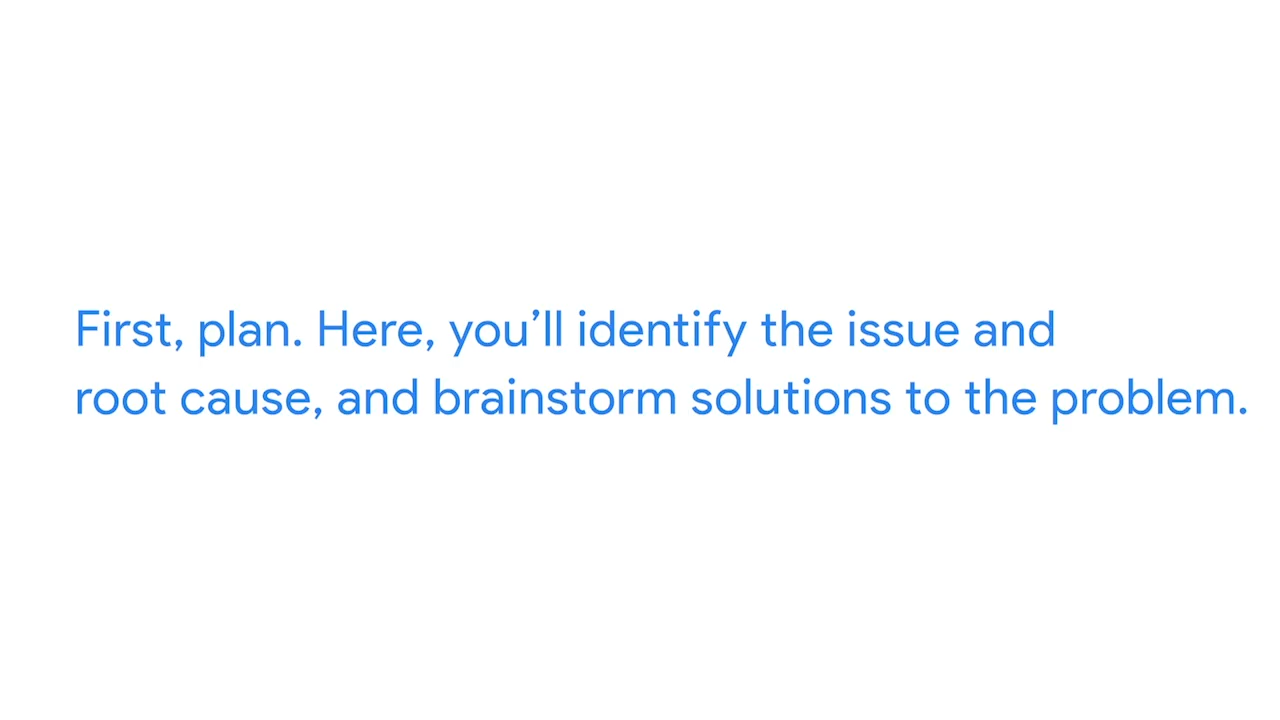 First, plan. Here, you’ll identify the issue and
root cause, and brainstorm solutions to the problem.